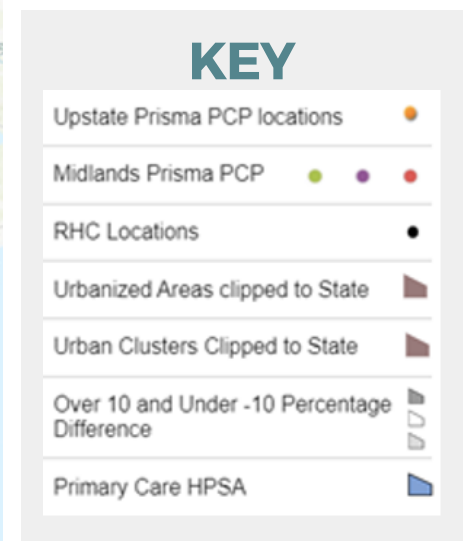 KEY
Upstate Prisma PCP locations
Midlands Prisma PCP
RHC Locations
Urbanized Areas clipped to State
Urban Clusters Clipped to State
Over 10 and Under -10 Percentage
Difference
Primary Care HPSA